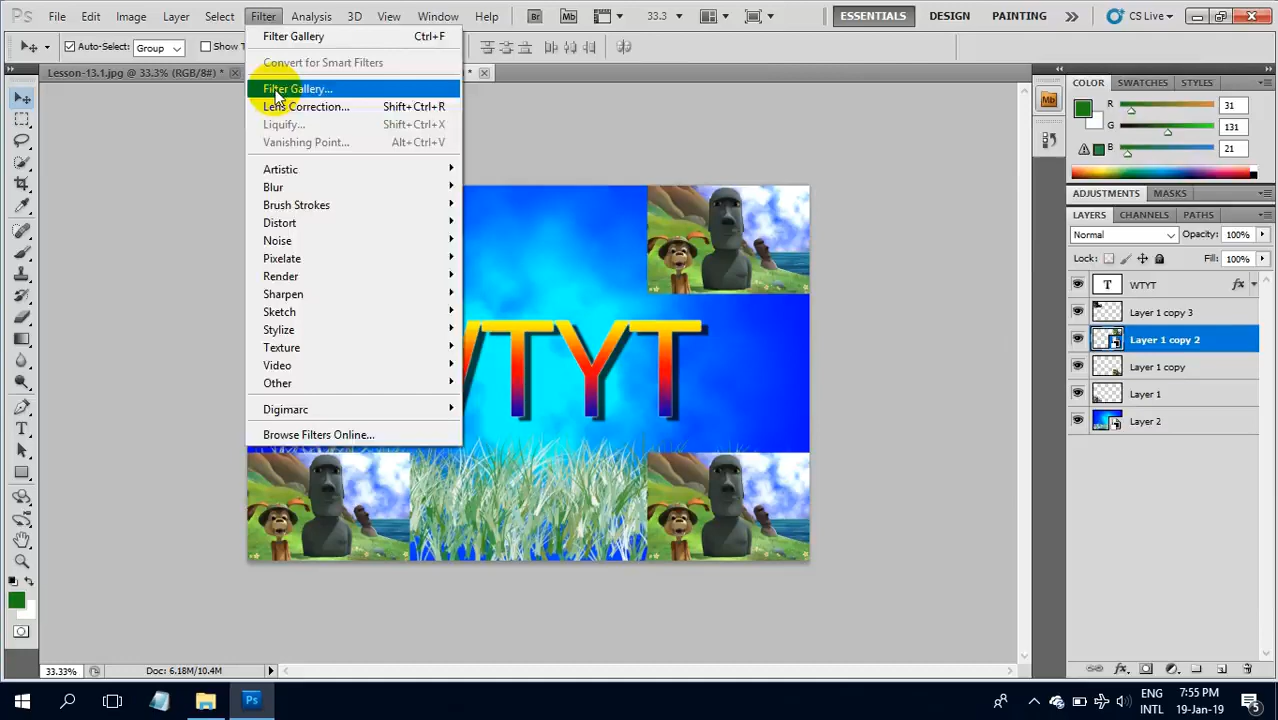 Ps File Edit Image Layer Select Filter Analysis 3D View Window Help Br Mb 33.3 ESSENTIALS DESIGN PAINTING CS Live
Auto-Select: Group Show T
Lesson-13.1.jpg @ 33.3% (RGB/8#) *
Filter Gallery Ctrl+F
Convert for Smart Filters
Filter Gallery...
Lens Correction... Shift+Ctrl+R
Liquify... Shift+Ctrl+X
Vanishing Point... Alt+Ctrl+V
Artistic
Blur
Brush Strokes
Distort
Noise
Pixelate
Render
Sharpen
Sketch
Stylize
Texture
Video
Other
Digimarc
Browse Filters Online...
WTYT
Mb
COLOR SWATCHES STYLES
R 31
G 131
B 21
ADJUSTMENTS MASKS
LAYERS CHANNELS PATHS
Normal Opacity: 100%
Lock: Fill: 100%
T WTYT fx
Layer 1 copy 3
Layer 1 copy 2
Layer 1 copy
Layer 1
Layer 2
33.33% Doc: 6.18M/10.4M
Ps
ENG
INTL
7:55 PM
19-Jan-19
5